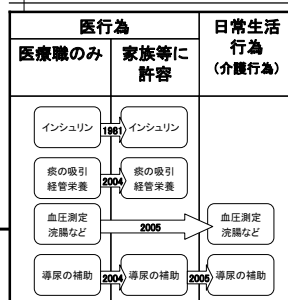 医行為
日常生活
行為
(介護行為)
医療職のみ
家族等に
許容
インシュリン
1981
インシュリン
痰の吸引
経管栄養
2004
痰の吸引
経管栄養
血圧測定
浣腸など
2005
血圧測定
浣腸など
導尿の補助
2004
導尿の補助
2005
導尿の補助